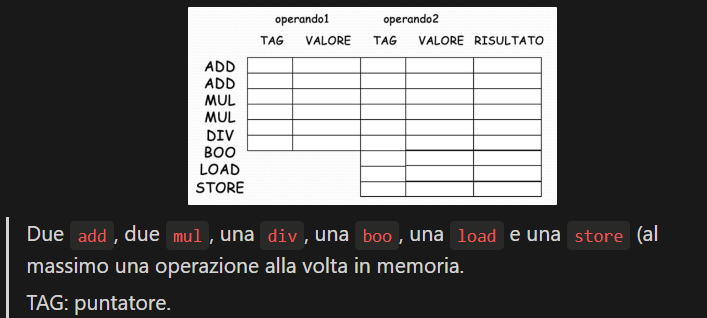 operando1 operando2
TAG VALORE TAG VALORE RISULTATO
ADD
ADD
MUL
MUL
DIV
BOO
LOAD
STORE
Due add, due mul, una div, una boo, una load e una store (al
massimo una operazione alla volta in memoria.
TAG: puntatore.